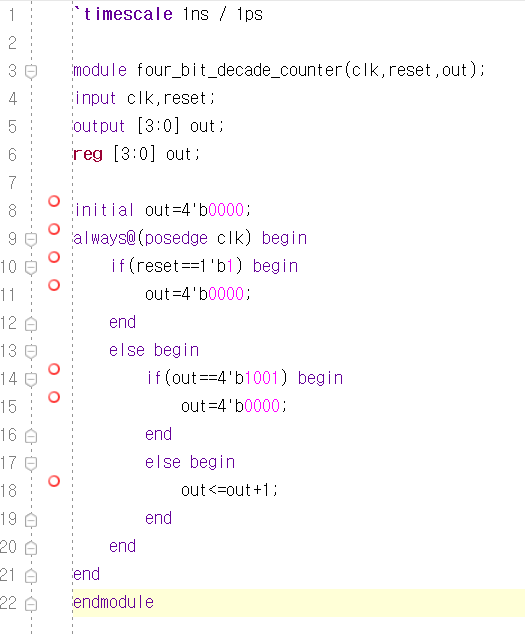 1 `timescale 1ns / 1ps
2
3 module four_bit_decade_counter(clk,reset,out);
4 input clk,reset;
5 output [3:0] out;
6 reg [3:0] out;
7
8 initial out=4'b0000;
9 always@(posedge clk) begin
10     if(reset==1'b1) begin
11         out=4'b0000;
12     end
13     else begin
14         if(out==4'b1001) begin
15             out=4'b0000;
16         end
17         else begin
18             out<=out+1;
19         end
20     end
21 end
22 endmodule